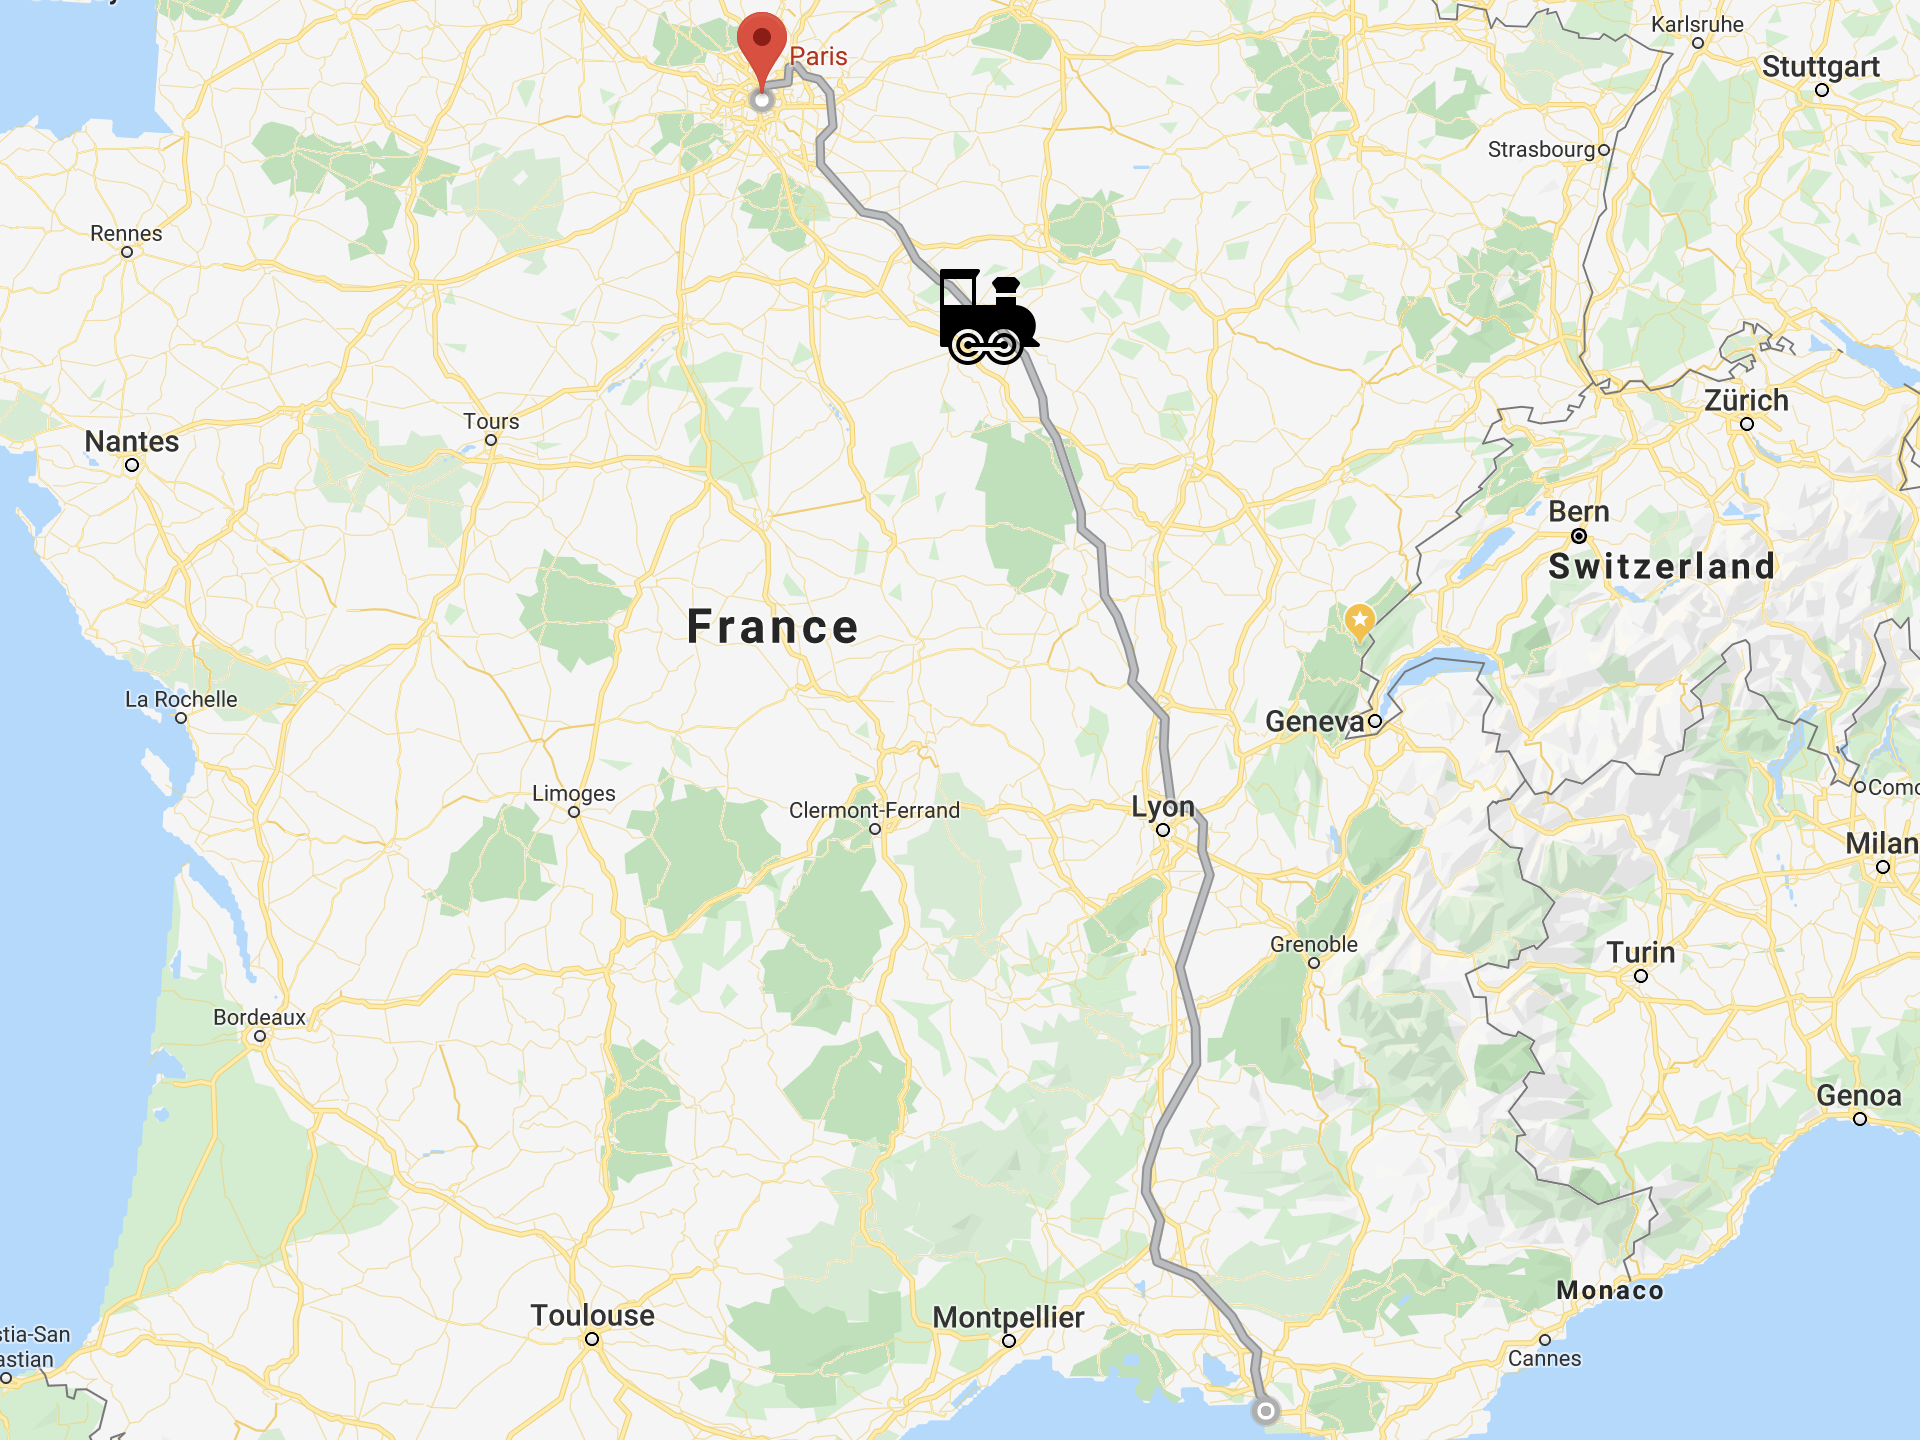 Karlsruhe
Paris
Stuttgart
Strasbourg
Rennes
Zürich
Tours
Nantes
Bern
Switzerland
France
La Rochelle
Geneva
Como
Limoges
Lyon
Clermont-Ferrand
Milan
Grenoble
Turin
Bordeaux
Genoa
Monaco
Toulouse
Montpellier
stia-San
astian
Cannes